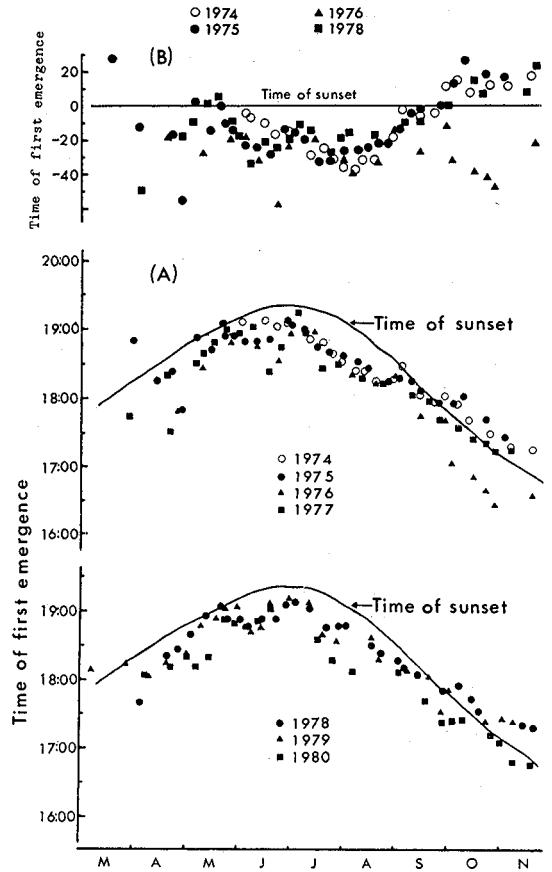 ○ 1974 ▲ 1976
● 1975 ■ 1978
(B)
Time of first emergence
20
0
-20
-40
Time of sunset
(A)
20:00
19:00
18:00
17:00
16:00
Time of sunset
○ 1974
● 1975
▲ 1976
■ 1977
Time of first emergence
19:00
18:00
17:00
16:00
Time of sunset
● 1978
▲ 1979
■ 1980
M A M J J A S O N